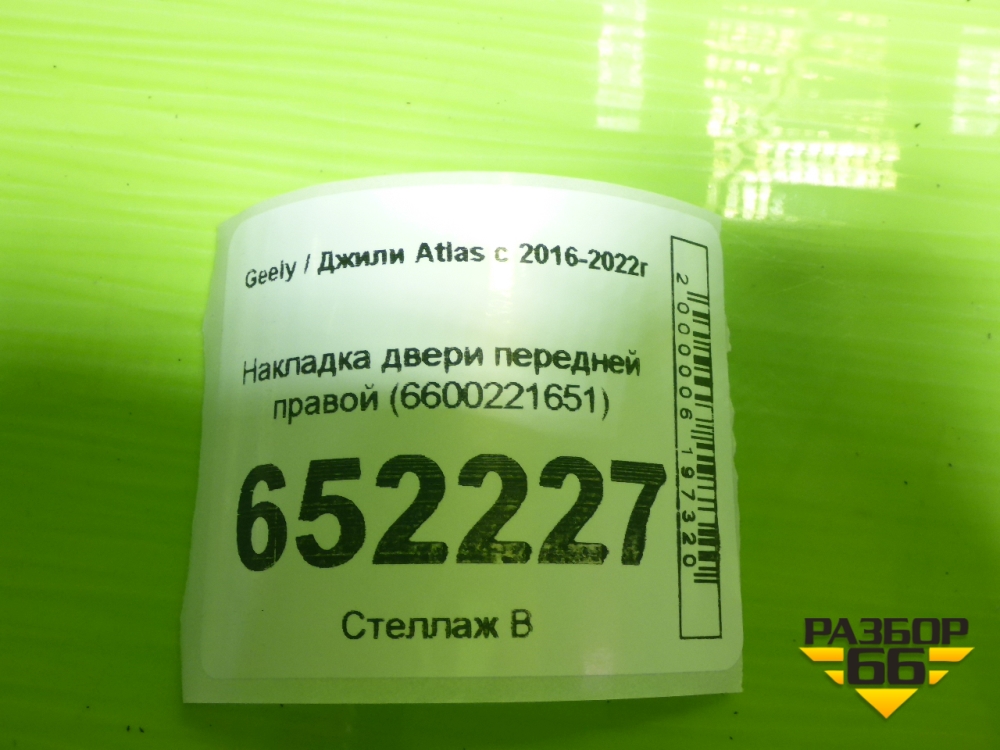 Geely / Джили Atlas с 2016-2022г
Накладка двери передней
правой (6600221651)
652227
Стеллаж В
2000006197320
РАЗБОР
66